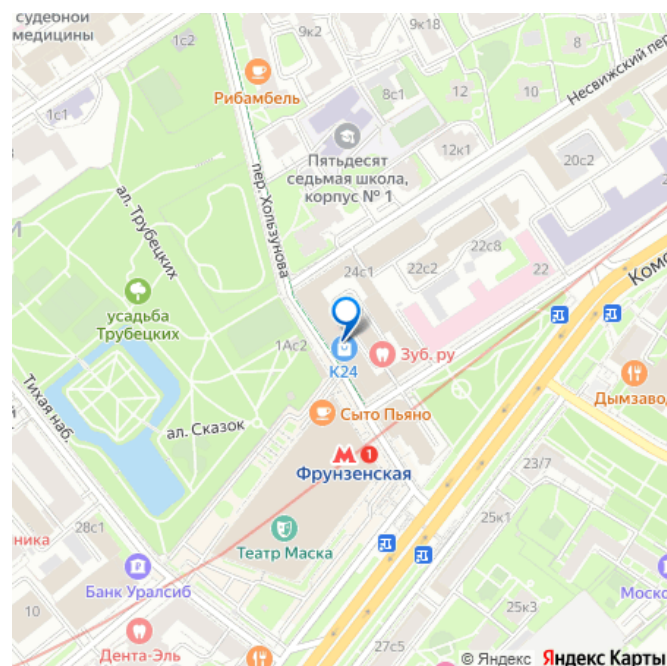 судебной
медицины
1с2
9к2
9к18
8
Рибамбель
8с1
12
10
Несвижский пер
1с1
Пятьдесят
седьмая школа,
корпус № 1
12к1
20с2
ал. Трубецких
пер. Хользунова
24с1
22с2
22с8
22
Комс
усадьба
Трубецких
1Ас2
К24
Зуб.ру
Дымзавод
Тихая наб.
ал. Сказок
Сыто Пьяно
1
Фрунзенская
23/7
25к1
28с1
ника
Театр Маска
Банк Уралсиб
Моско
10
25к3
Дента-Эль
27с5
© Яндекс Яндекс Карты